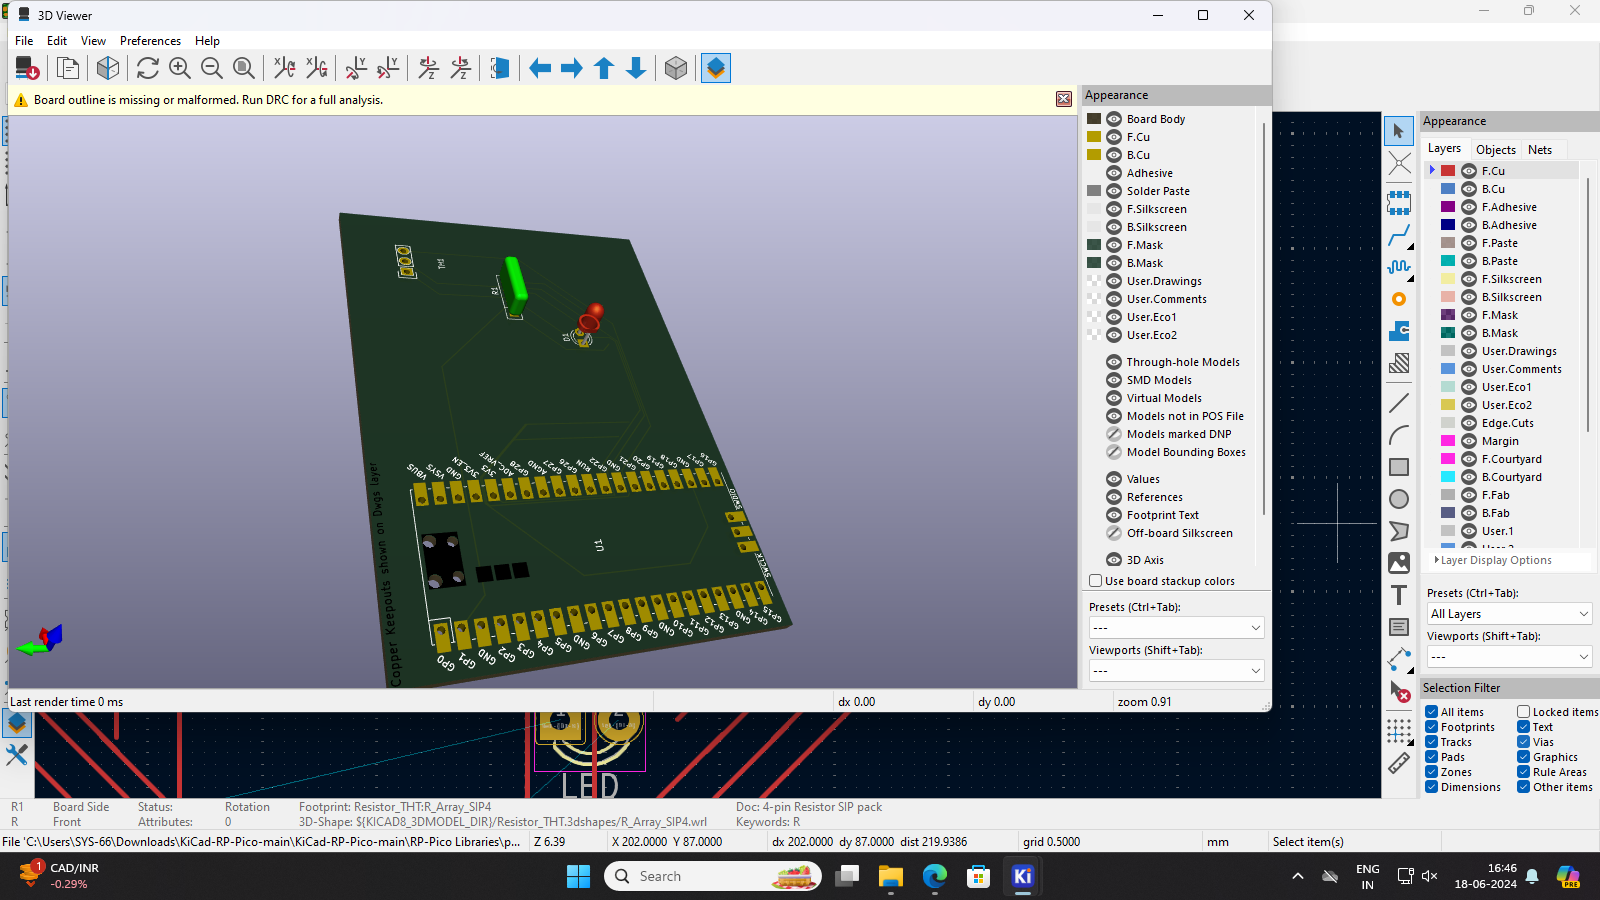 3D Viewer
File Edit View Preferences Help
Board outline is missing or malformed. Run DRC for a full analysis.
Appearance
Board Body
F.Cu
B.Cu
Adhesive
Solder Paste
F.Silkscreen
B.Silkscreen
F.Mask
B.Mask
User.Drawings
User.Comments
User.Eco1
User.Eco2
Through-hole Models
SMD Models
Virtual Models
Models not in POS File
Models marked DNP
Model Bounding Boxes
Values
References
Footprint Text
Off-board Silkscreen
3D Axis
Use board stackup colors
Presets (Ctrl+Tab):
---
Viewports (Shift+Tab):
---
TH1
R1
VBUS
VSYS
GND
3V3_EN
3V3
ADC_VREF
GP28
AGND
GP27
GP26
RUN
GP22
GND
GP21
GP20
GP19
GP18
GND
GP17
GP16
SWDIO
SWCLK
U1
Copper Keepouts shown on Dwgs layer
GP0
GP1
GND
GP2
GP3
GP4
GP5
GND
GP6
GP7
GP8
GP9
GND
GP10
GP11
GP12
GP13
GND
GP14
GP15
Last render time 0 ms
dx 0.00
dy 0.00
zoom 0.91
Appearance
Layers Objects Nets
F.Cu
B.Cu
F.Adhesive
B.Adhesive
F.Paste
B.Paste
F.Silkscreen
B.Silkscreen
F.Mask
B.Mask
User.Drawings
User.Comments
User.Eco1
User.Eco2
Edge.Cuts
Margin
F.Courtyard
B.Courtyard
F.Fab
B.Fab
User.1
Layer Display Options
Presets (Ctrl+Tab):
All Layers
Viewports (Shift+Tab):
---
Selection Filter
All items Locked items
Footprints Text
Tracks Vias
Pads Graphics
Zones Rule Areas
Dimensions Other items
LED
R1 Board Side Status: Rotation Footprint: Resistor_THT:R_Array_SIP4 Doc: 4-pin Resistor SIP pack
R Front Attributes: 0 3D-Shape: ${KICAD8_3DMODEL_DIR}/Resistor_THT.3dshapes/R_Array_SIP4.wrl Keywords: R
File 'C:\Users\SYS-66\Downloads\KiCad-RP-Pico-main\KiCad-RP-Pico-main\RP-Pico Libraries\p... Z 6.39 X 202.0000 Y 87.0000 dx 202.0000 dy 87.0000 dist 219.9386 grid 0.5000 mm Select item(s)
1
CAD/INR
-0.29%
Search
Ki
ENG
IN
16:46
18-06-2024
PRE